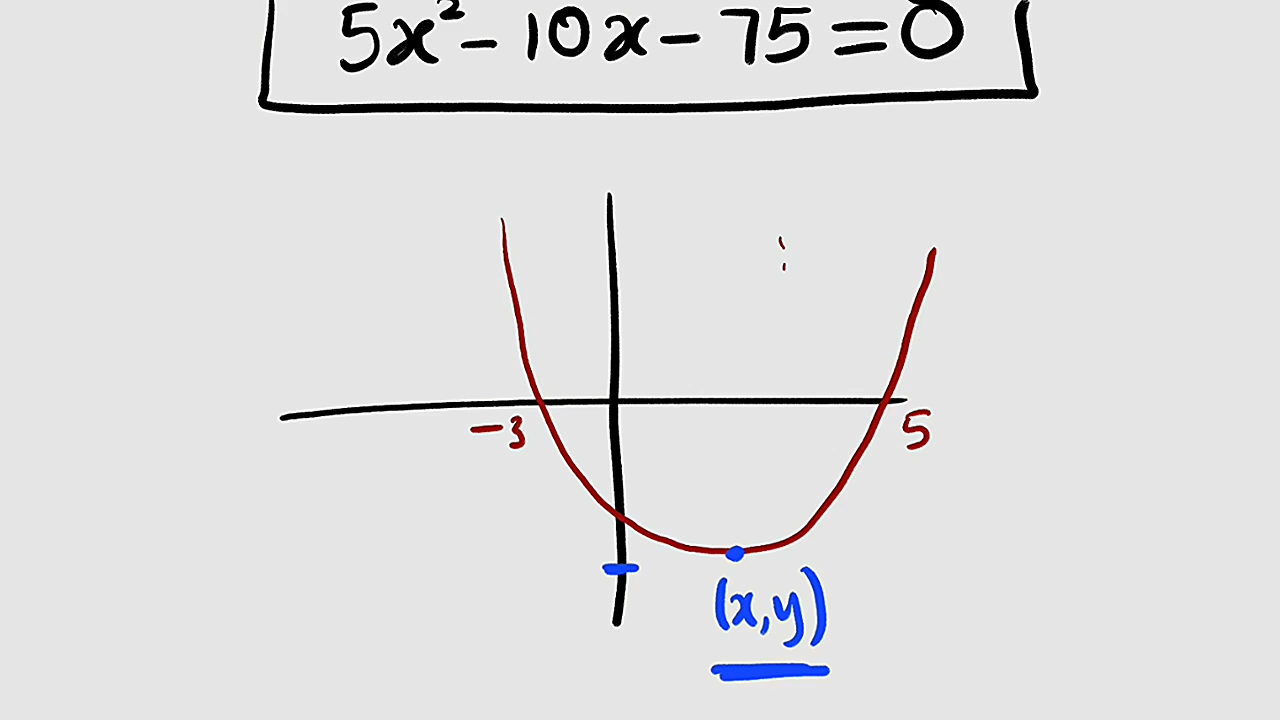 5x² - 10x - 75 = 0
-3
5
(x, y)